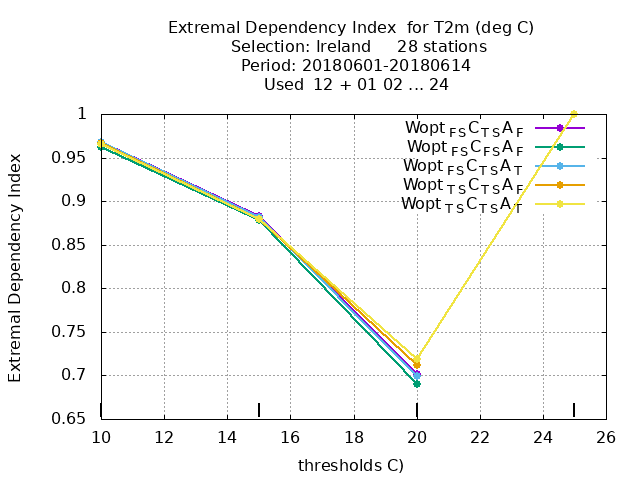 Extremal Dependency Index  for T2m (deg C)
Selection: Ireland     28 stations
Period: 20180601-20180614
Used  12 + 01 02 ... 24
Extremal Dependency Index
1
0.95
0.9
0.85
0.8
0.75
0.7
0.65
Wopt FS C TS A F
Wopt FS C FS A F
Wopt FS C TS A T
Wopt TS C TS A F
Wopt TS C TS A T
10 12 14 16 18 20 22 24 26
thresholds C)